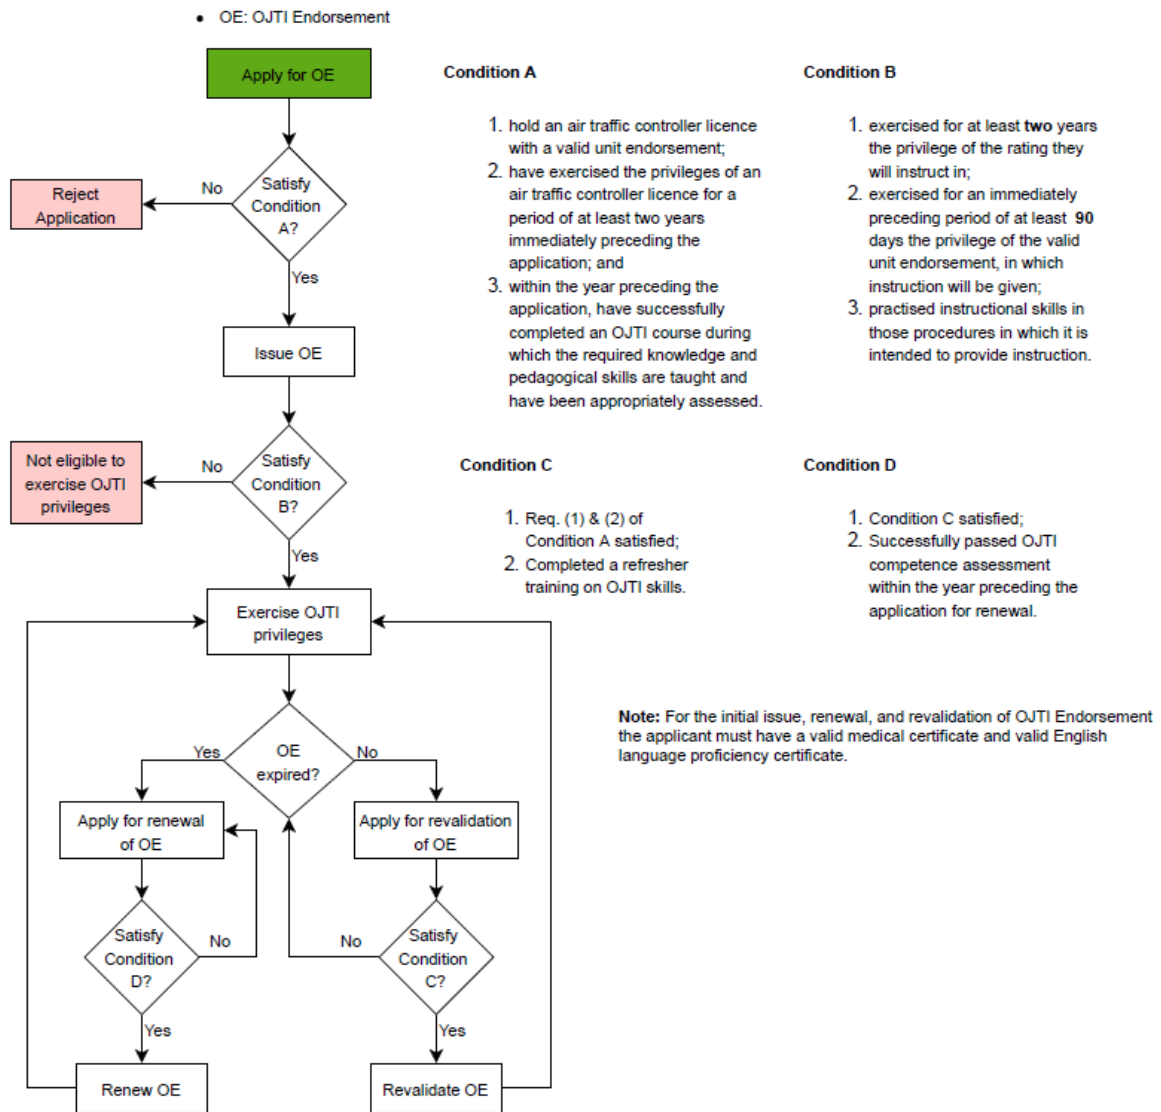 • OE: OJTI Endorsement
Apply for OE
Satisfy
Condition
A?
No
Reject
Application
Yes
Issue OE
Satisfy
Condition
B?
No
Not eligible to
exercise OJTI
privileges
Yes
Exercise OJTI
privileges
OE
expired?
Yes
No
Apply for renewal
of OE
Apply for revalidation
of OE
Satisfy
Condition
D?
No
No
Satisfy
Condition
C?
Yes
Yes
Renew OE
Revalidate OE
Condition A
1. hold an air traffic controller licence
with a valid unit endorsement;
2. have exercised the privileges of an
air traffic controller licence for a
period of at least two years
immediately preceding the
application; and
3. within the year preceding the
application, have successfully
completed an OJTI course during
which the required knowledge and
pedagogical skills are taught and
have been appropriately assessed.
Condition B
1. exercised for at least two years
the privilege of the rating they
will instruct in;
2. exercised for an immediately
preceding period of at least 90
days the privilege of the valid
unit endorsement, in which
instruction will be given;
3. practised instructional skills in
those procedures in which it is
intended to provide instruction.
Condition C
1. Req. (1) & (2) of
Condition A satisfied;
2. Completed a refresher
training on OJTI skills.
Condition D
1. Condition C satisfied;
2. Successfully passed OJTI
competence assessment
within the year preceding the
application for renewal.
Note: For the initial issue, renewal, and revalidation of OJTI Endorsement
the applicant must have a valid medical certificate and valid English
language proficiency certificate.